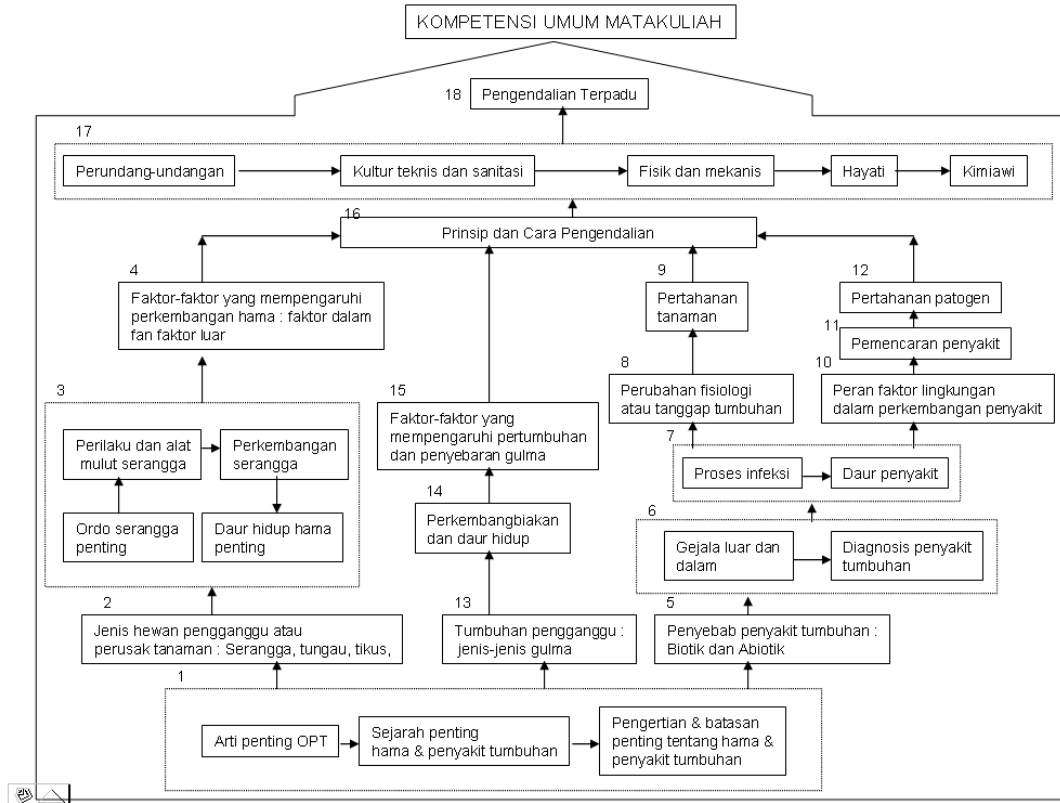 KOMPETENSI UMUM MATAKULIAH
18
Pengendalian Terpadu
17
Perundang-undangan
Kultur teknis dan sanitasi
Fisik dan mekanis
Hayati
Kimiawi
16
Prinsip dan Cara Pengendalian
4
Faktor-faktor yang mempengaruhi
perkembangan hama : faktor dalam
fan faktor luar
9
Pertahanan
tanaman
12
Pertahanan patogen
11
Pemencaran penyakit
8
Perubahan fisiologi
atau tanggap tumbuhan
10
Peran faktor lingkungan
dalam perkembangan penyakit
3
Perilaku dan alat
mulut serangga
Perkembangan
serangga
Ordo serangga
penting
Daur hidup hama
penting
15
Faktor-faktor yang
mempengaruhi pertumbuhan
dan penyebaran gulma
7
Proses infeksi
Daur penyakit
14
Perkembangbiakan
dan daur hidup
6
Gejala luar dan
dalam
Diagnosis penyakit
tumbuhan
2
Jenis hewan pengganggu atau
perusak tanaman : Serangga, tungau, tikus,
13
Tumbuhan pengganggu :
jenis-jenis gulma
5
Penyebab penyakit tumbuhan :
Biotik dan Abiotik
1
Arti penting OPT
Sejarah penting
hama & penyakit tumbuhan
Pengertian & batasan
penting tentang hama &
penyakit tumbuhan